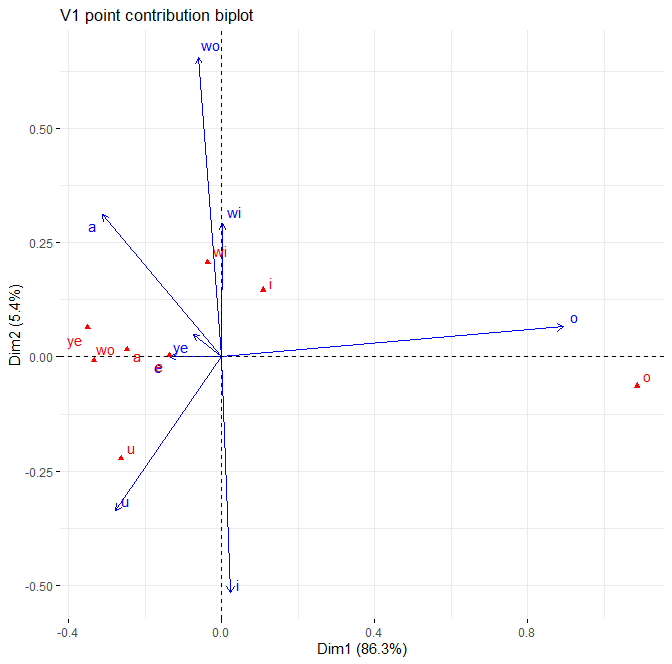 V1 point contribution biplot
wo
0.50
a
wi
0.25
wi
i
o
ye
wo
ye
a
0.00
e
e
o
u
-0.25
u
i
-0.50
Dim2 (5.4%)
-0.4 0.0 0.4 0.8
Dim1 (86.3%)